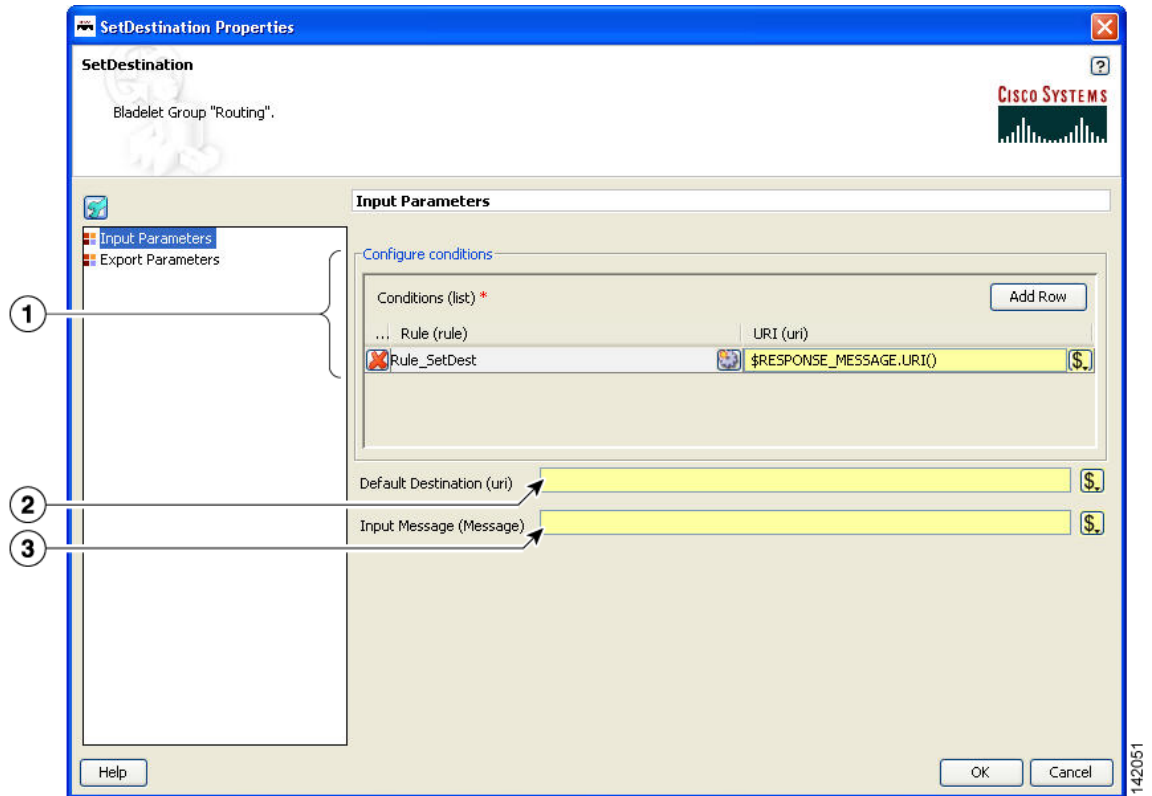 SetDestination Properties
SetDestination
?
Bladelet Group "Routing".
CISCO SYSTEMS
Input Parameters
Export Parameters
Input Parameters
Configure conditions
Conditions (list) *
Add Row
... Rule (rule) URI (uri)
Rule_SetDest $RESPONSE_MESSAGE.URI() $
1
Default Destination (uri) $
2
Input Message (Message) $
3
Help
OK
Cancel
142051